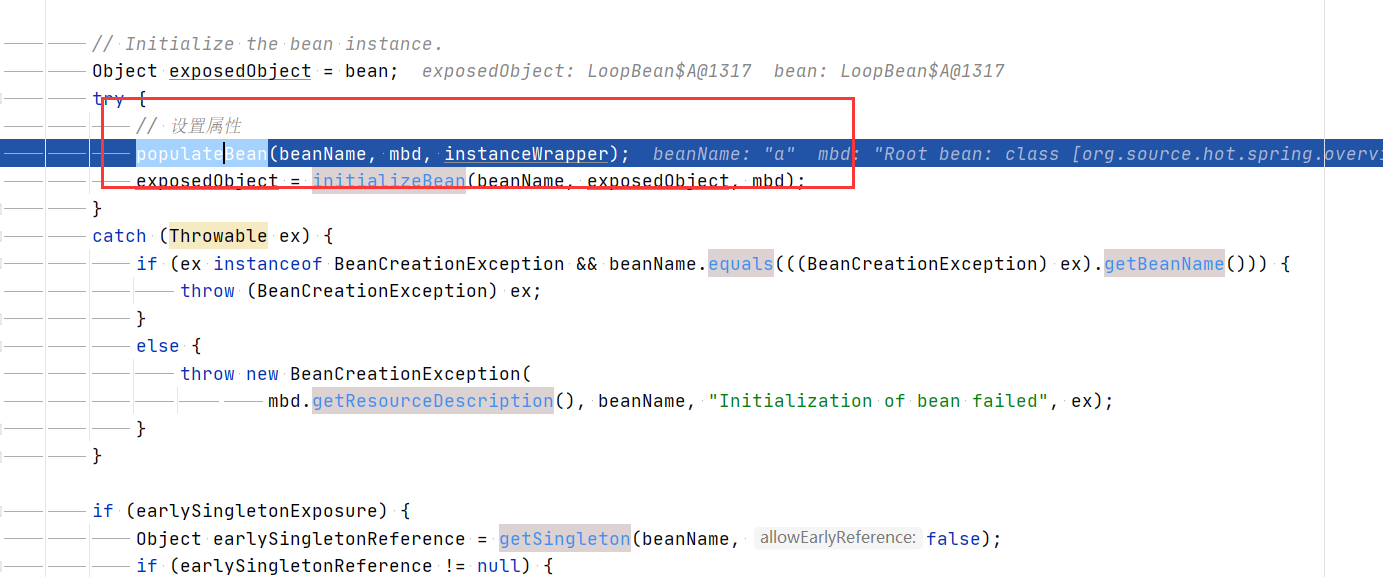 // Initialize the bean instance.
Object exposedObject = bean; exposedObject: LoopBean$A@1317 bean: LoopBean$A@1317
try {
// 设置属性
populateBean(beanName, mbd, instanceWrapper); beanName: "a" mbd: "Root bean: class [org.source.hot.spring.overvi
exposedObject = initializeBean(beanName, exposedObject, mbd);
}
catch (Throwable ex) {
if (ex instanceof BeanCreationException && beanName.equals(((BeanCreationException) ex).getBeanName())) {
throw (BeanCreationException) ex;
}
else {
throw new BeanCreationException(
mbd.getResourceDescription(), beanName, "Initialization of bean failed", ex);
}
}
if (earlySingletonExposure) {
Object earlySingletonReference = getSingleton(beanName, allowEarlyReference: false);
if (earlySingletonReference != null) {